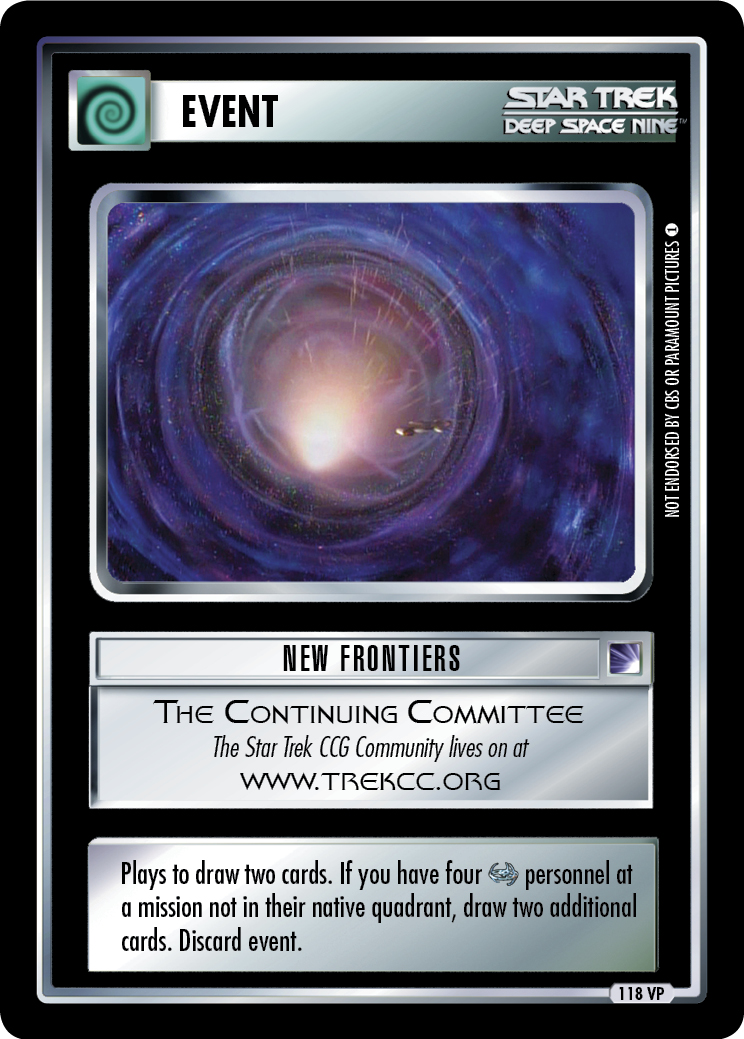 EVENT
STAR TREK
DEEP SPACE NINE™
NOT ENDORSED BY CBS OR PARAMOUNT PICTURES 1
NEW FRONTIERS
THE CONTINUING COMMITTEE
The Star Trek CCG Community lives on at
WWW.TREKCC.ORG
Plays to draw two cards. If you have four personnel at
a mission not in their native quadrant, draw two additional
cards. Discard event.
118 VP